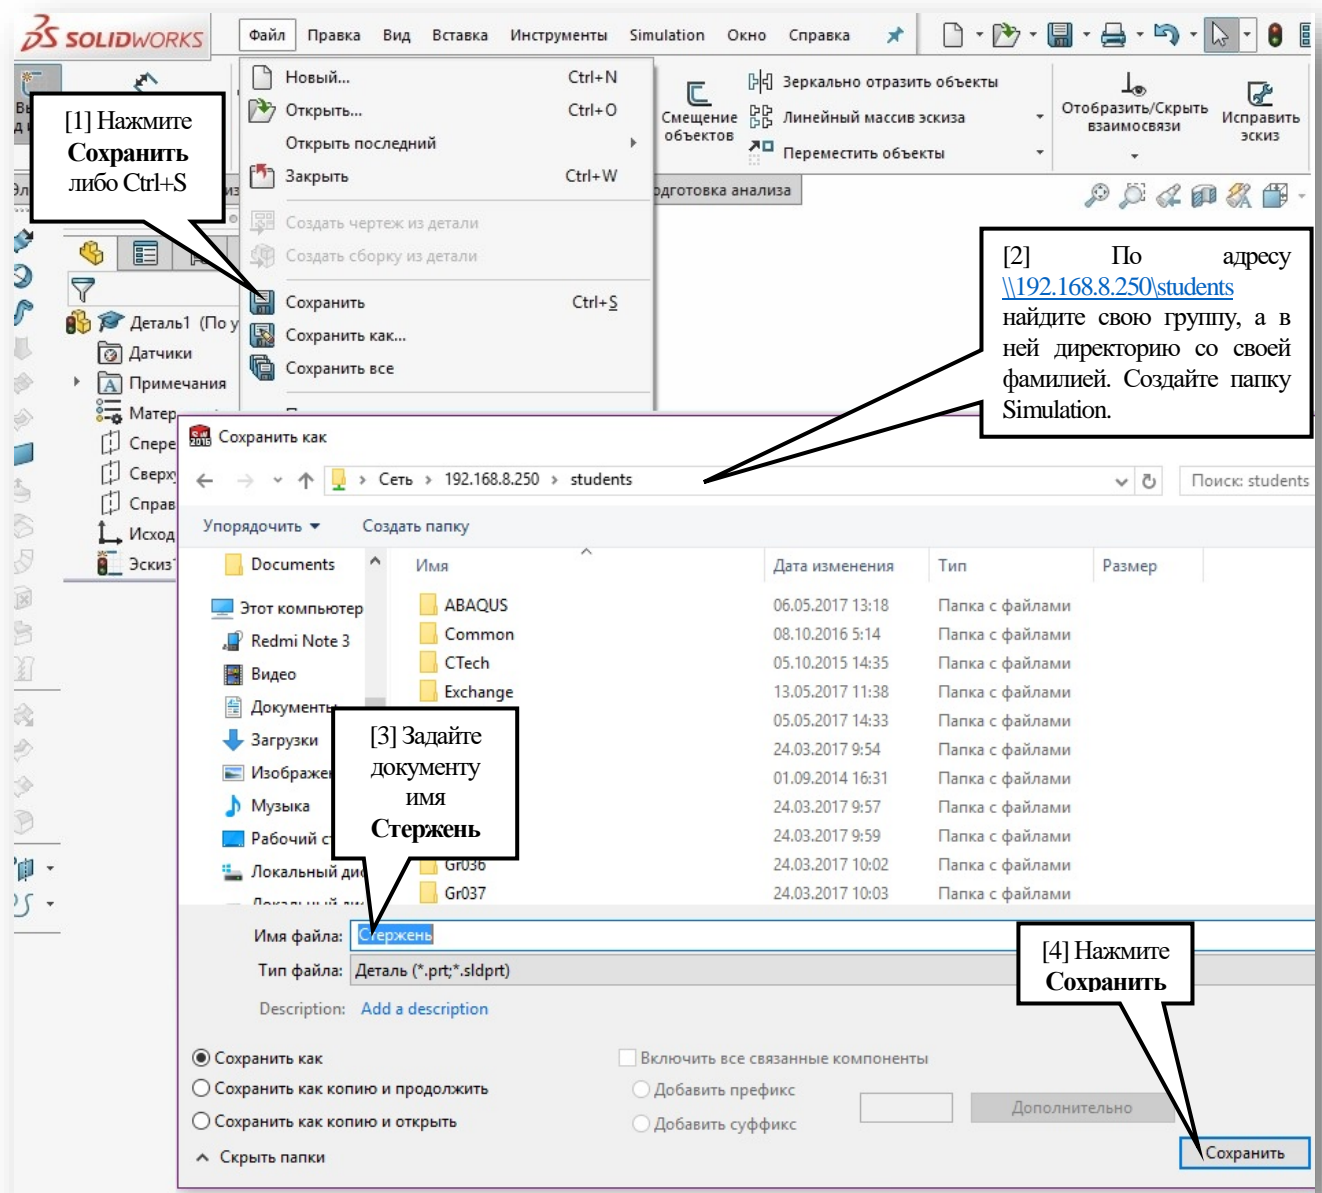 SOLIDWORKS
Файл Правка Вид Вставка Инструменты Simulation Окно Справка
Новый... Ctrl+N
Открыть... Ctrl+O
Открыть последний
Закрыть Ctrl+W
Создать чертеж из детали
Создать сборку из детали
Сохранить Ctrl+S
Сохранить как...
Сохранить все
Смещение объектов
Зеркально отразить объекты
Линейный массив эскиза
Переместить объекты
Отобразить/Скрыть взаимосвязи
Исправить эскиз
одготовка анализа
[1] Нажмите
Сохранить
либо Ctrl+S
[2] По адресу
\\192.168.8.250\students
найдите свою группу, а в
ней директорию со своей
фамилией. Создайте папку
Simulation.
Деталь1 (По у
Датчики
Примечания
Матер
Спере
Сверху
Справ
Исход
Эскиз
Сохранить как
Сеть 192.168.8.250 students
Поиск: students
Упорядочить Создать папку
Имя Дата изменения Тип Размер
Documents
Этот компьютер
Redmi Note 3
Видео
Документы
Загрузки
Изображе
Музыка
Рабочий с
Локальный дис
ABAQUS 06.05.2017 13:18 Папка с файлами
Common 08.10.2016 5:14 Папка с файлами
CTech 05.10.2015 14:35 Папка с файлами
Exchange 13.05.2017 11:38 Папка с файлами
05.05.2017 14:33 Папка с файлами
24.03.2017 9:54 Папка с файлами
01.09.2014 16:31 Папка с файлами
24.03.2017 9:57 Папка с файлами
24.03.2017 9:59 Папка с файлами
Gr036 24.03.2017 10:02 Папка с файлами
Gr037 24.03.2017 10:03 Папка с файлами
[3] Задайте
документу
имя
Стержень
Имя файла: Стержень
Тип файла: Деталь (*.prt;*.sldprt)
Description: Add a description
[4] Нажмите
Сохранить
Сохранить как
Сохранить как копию и продолжить
Сохранить как копию и открыть
Включить все связанные компоненты
Добавить префикс
Добавить суффикс
Дополнительно
Скрыть папки
Сохранить